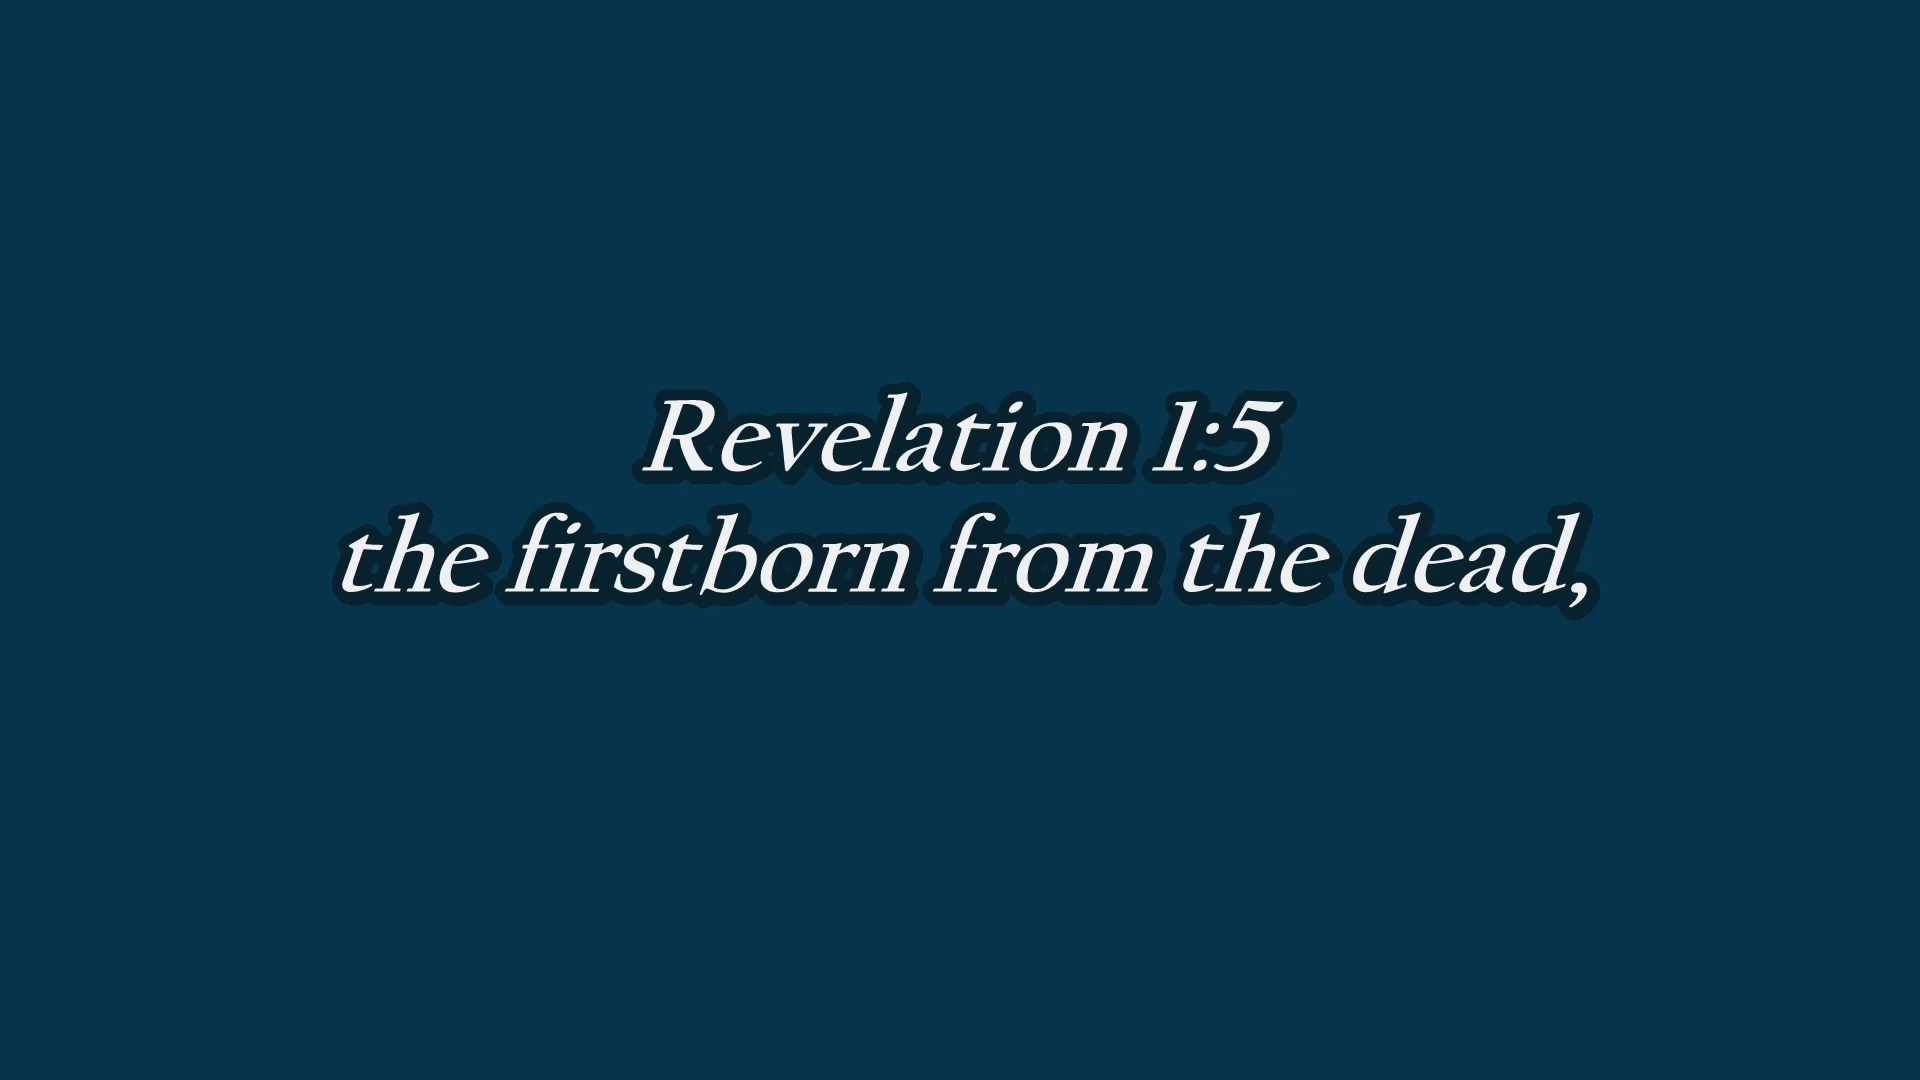 Revelation 1:5
the firstborn from the dead,